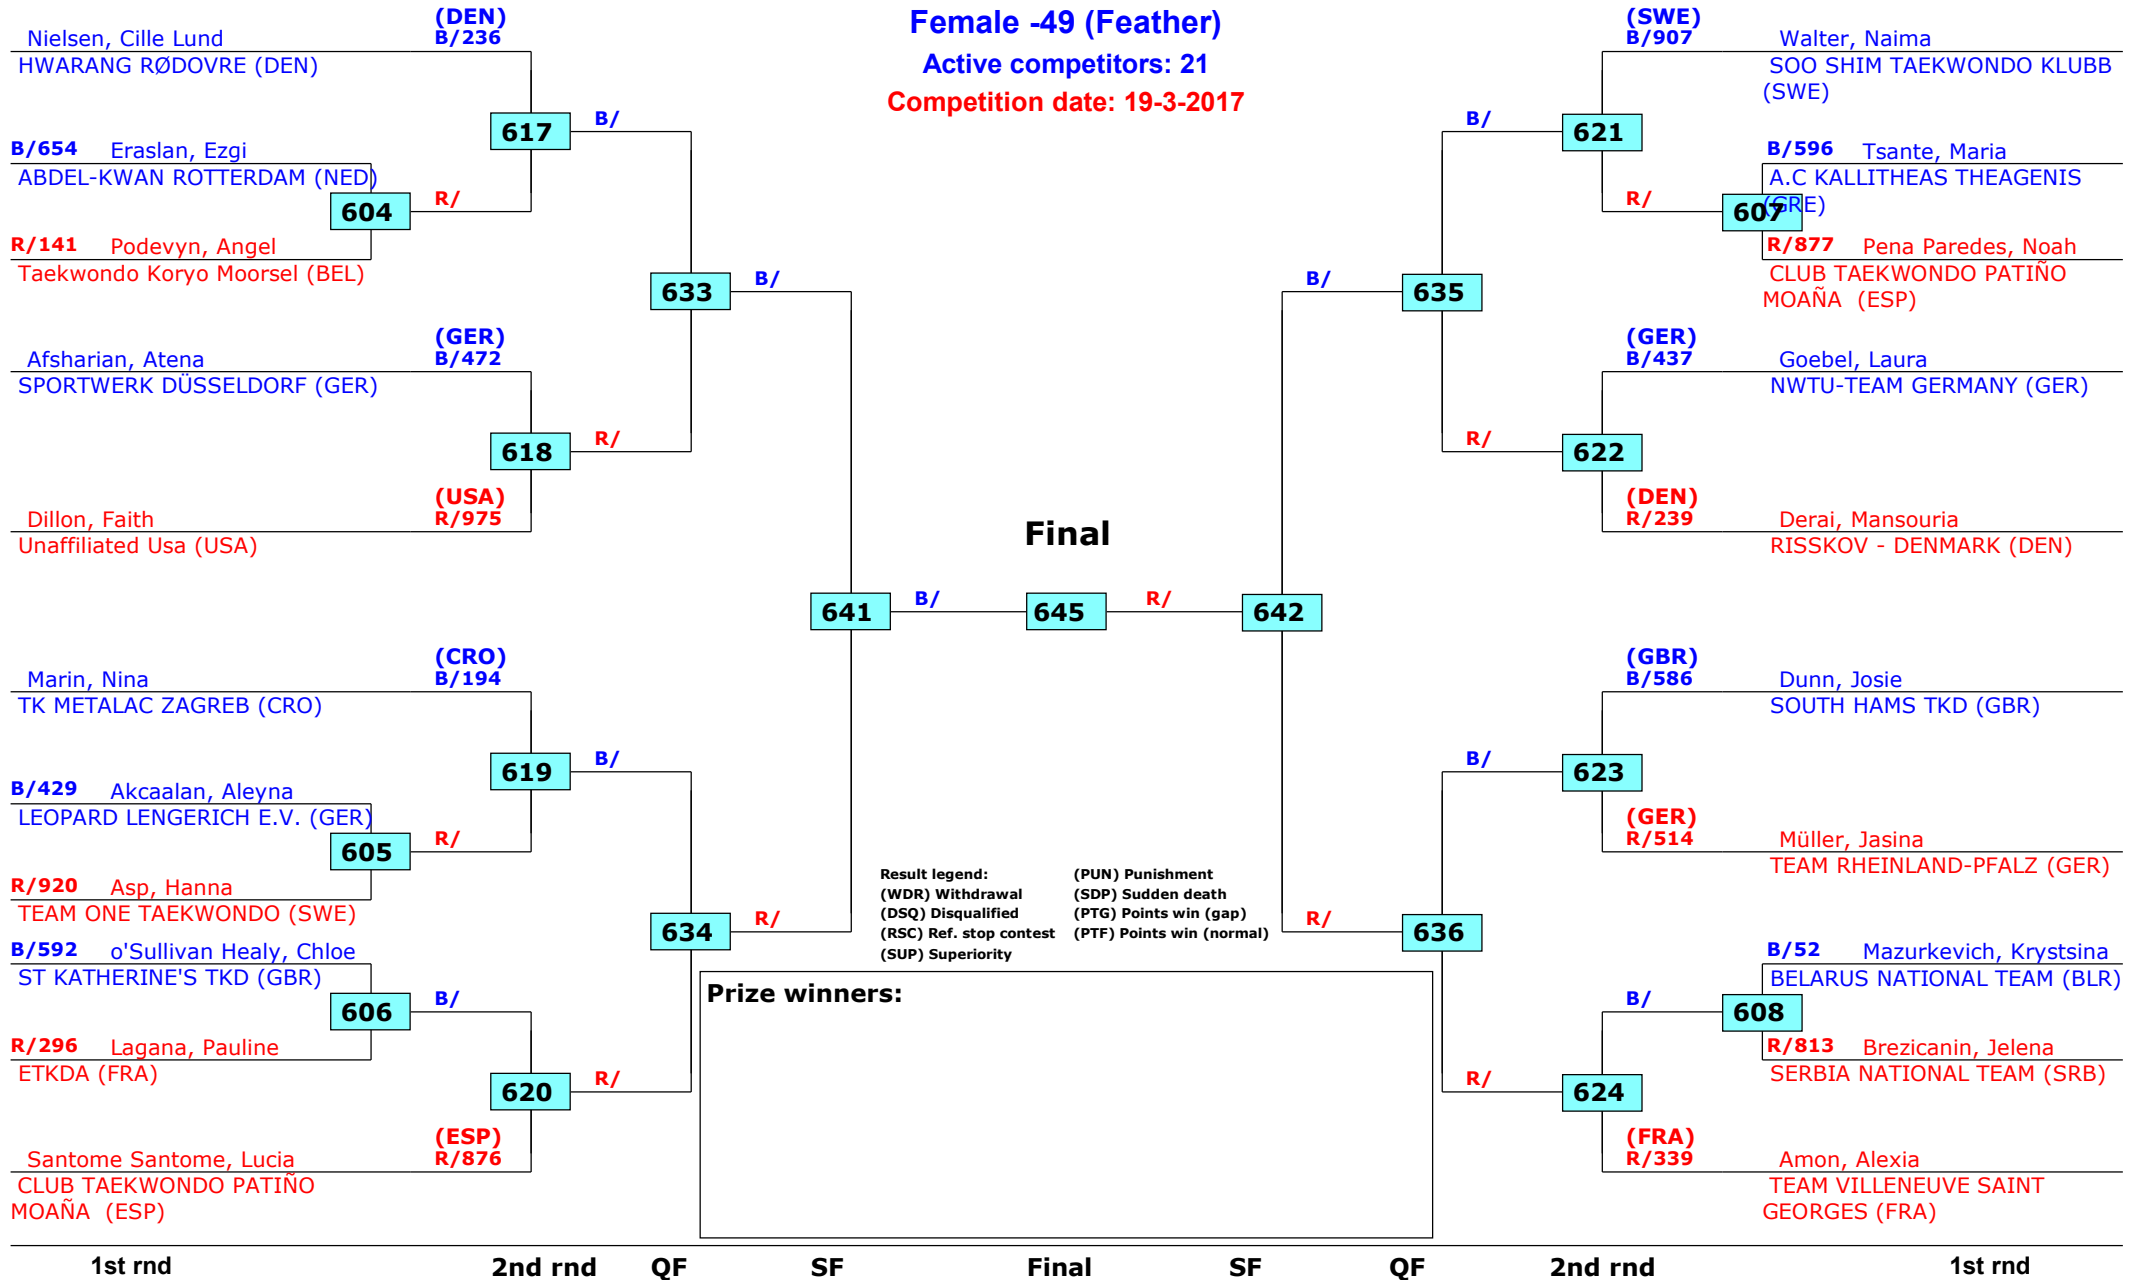 Female -49 (Feather)
Active competitors: 21
Competition date: 19-3-2017
(DEN)
Nielsen, Cille Lund B/236
HWARANG RØDOVRE (DEN)
617
B/
B/654 Eraslan, Ezgi
ABDEL-KWAN ROTTERDAM (NED)
604
R/
R/141 Podevyn, Angel
Taekwondo Koryo Moorsel (BEL)
633
B/
(GER)
Afsharian, Atena B/472
SPORTWERK DÜSSELDORF (GER)
618
R/
(USA)
Dillon, Faith R/975
Unaffiliated Usa (USA)
641
B/
(CRO)
Marin, Nina B/194
TK METALAC ZAGREB (CRO)
619
B/
B/429 Akcaalan, Aleyna
LEOPARD LENGERICH E.V. (GER)
605
R/
R/920 Asp, Hanna
TEAM ONE TAEKWONDO (SWE)
634
R/
B/592 o'Sullivan Healy, Chloe
ST KATHERINE'S TKD (GBR)
606
B/
R/296 Lagana, Pauline
ETKDA (FRA)
620
R/
(ESP)
Santome Santome, Lucia R/876
CLUB TAEKWONDO PATIÑO
MOAÑA (ESP)
Final
645
R/
642
(SWE)
B/907 Walter, Naima
SOO SHIM TAEKWONDO KLUBB
(SWE)
B/
621
B/596 Tsante, Maria
A.C KALLITHEAS THEAGENIS
(GRE)
R/
607
R/877 Pena Paredes, Noah
CLUB TAEKWONDO PATIÑO
MOAÑA (ESP)
B/
635
(GER)
B/437 Goebel, Laura
NWTU-TEAM GERMANY (GER)
R/
622
(DEN)
R/239 Derai, Mansouria
RISSKOV - DENMARK (DEN)
(GBR)
B/586 Dunn, Josie
SOUTH HAMS TKD (GBR)
B/
623
(GER)
R/514 Müller, Jasina
TEAM RHEINLAND-PFALZ (GER)
R/
636
B/52 Mazurkevich, Krystsina
BELARUS NATIONAL TEAM (BLR)
B/
608
R/813 Brezicanin, Jelena
SERBIA NATIONAL TEAM (SRB)
R/
624
(FRA)
R/339 Amon, Alexia
TEAM VILLENEUVE SAINT
GEORGES (FRA)
Result legend: (PUN) Punishment
(WDR) Withdrawal (SDP) Sudden death
(DSQ) Disqualified (PTG) Points win (gap)
(RSC) Ref. stop contest (PTF) Points win (normal)
(SUP) Superiority
Prize winners:
1st rnd 2nd rnd QF SF Final SF QF 2nd rnd 1st rnd